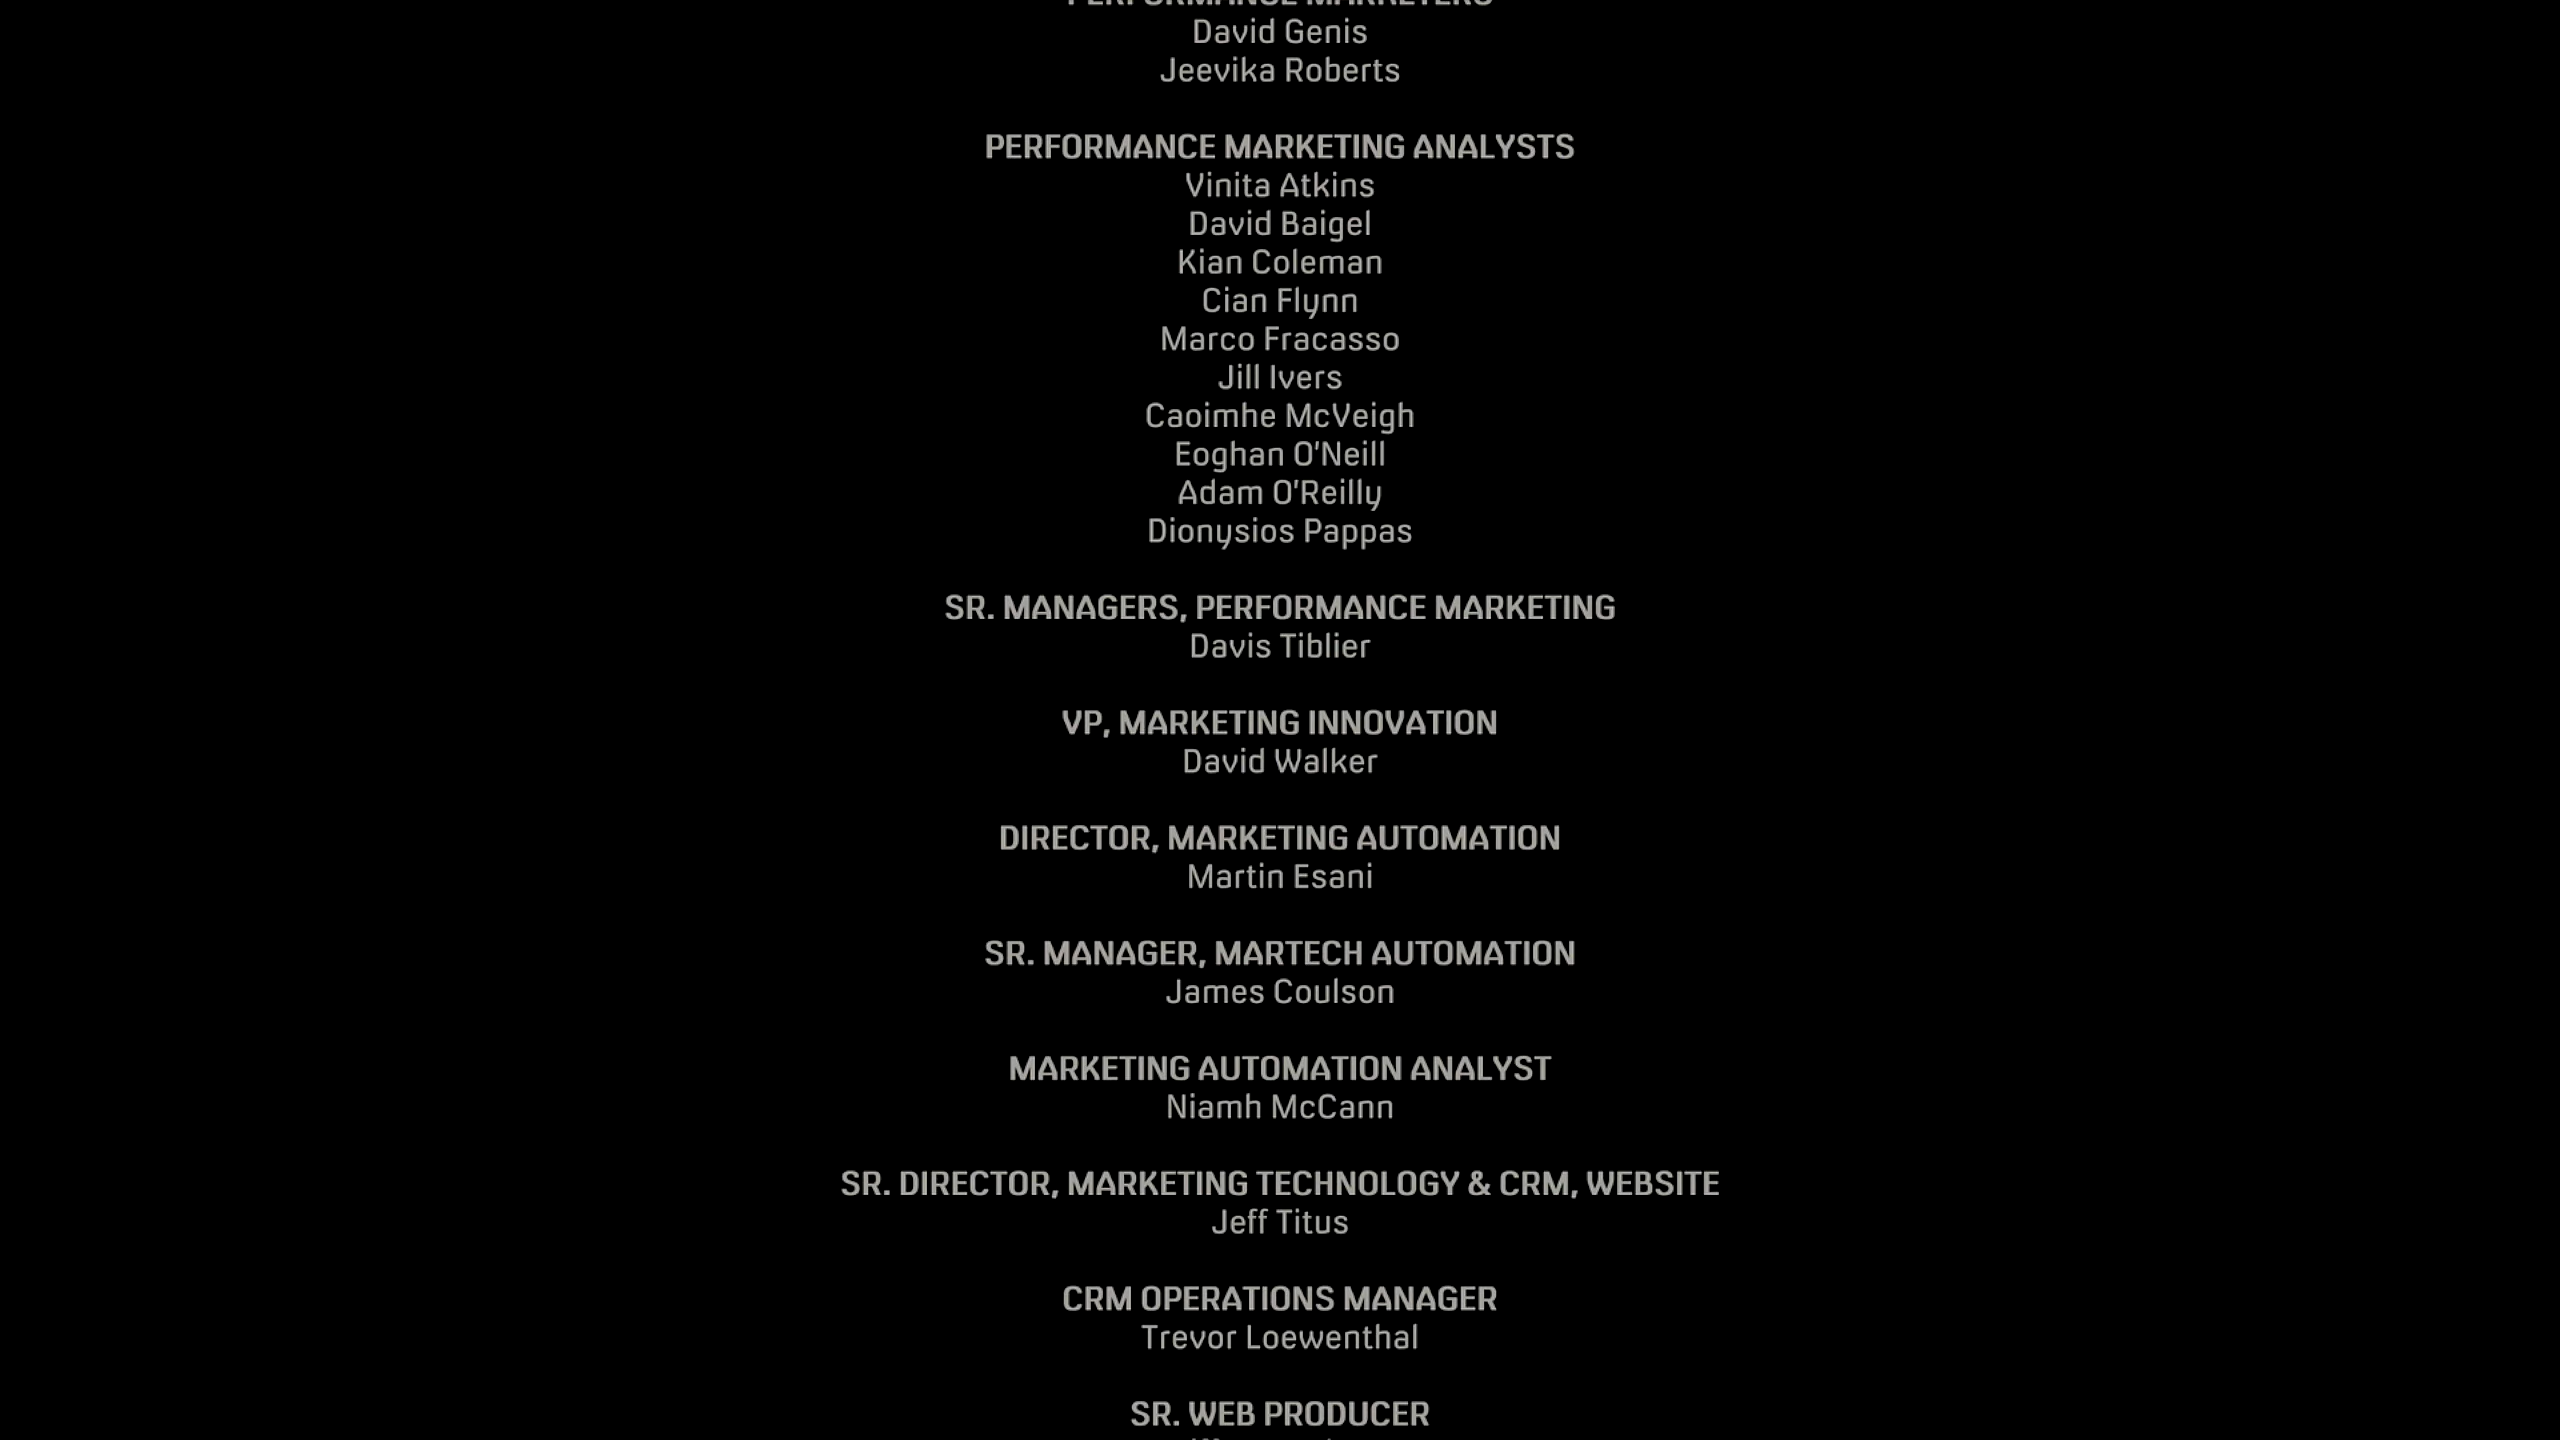 PERFORMANCE MARKETERS
David Genis
Jeevika Roberts
PERFORMANCE MARKETING ANALYSTS
Vinita Atkins
David Baigel
Kian Coleman
Cian Flynn
Marco Fracasso
Jill Ivers
Caoimhe McVeigh
Eoghan O'Neill
Adam O'Reilly
Dionysios Pappas
SR. MANAGERS, PERFORMANCE MARKETING
Davis Tiblier
VP, MARKETING INNOVATION
David Walker
DIRECTOR, MARKETING AUTOMATION
Martin Esani
SR. MANAGER, MARTECH AUTOMATION
James Coulson
MARKETING AUTOMATION ANALYST
Niamh McCann
SR. DIRECTOR, MARKETING TECHNOLOGY & CRM, WEBSITE
Jeff Titus
CRM OPERATIONS MANAGER
Trevor Loewenthal
SR. WEB PRODUCER